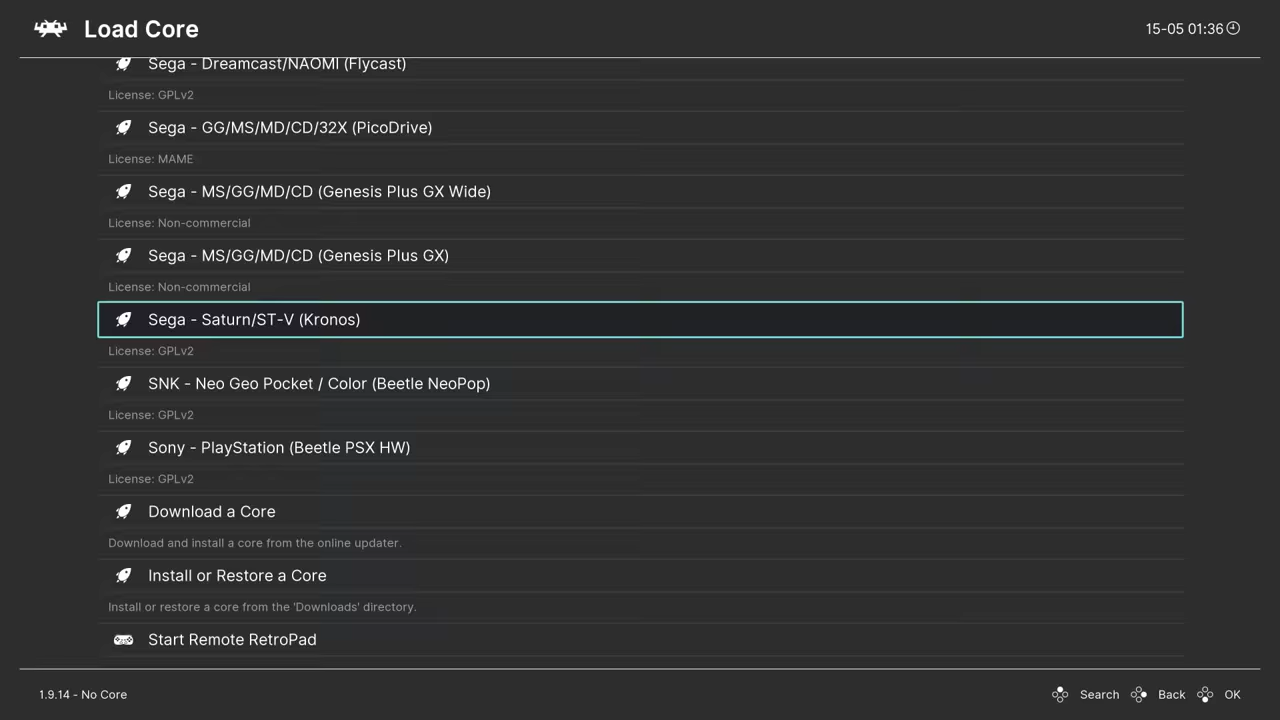 Load Core
15-05 01:36
Sega - Dreamcast/NAOMI (Flycast)
License: GPLv2
Sega - GG/MS/MD/CD/32X (PicoDrive)
License: MAME
Sega - MS/GG/MD/CD (Genesis Plus GX Wide)
License: Non-commercial
Sega - MS/GG/MD/CD (Genesis Plus GX)
License: Non-commercial
Sega - Saturn/ST-V (Kronos)
License: GPLv2
SNK - Neo Geo Pocket / Color (Beetle NeoPop)
License: GPLv2
Sony - PlayStation (Beetle PSX HW)
License: GPLv2
Download a Core
Download and install a core from the online updater.
Install or Restore a Core
Install or restore a core from the 'Downloads' directory.
Start Remote RetroPad
1.9.14 - No Core
Search Back OK